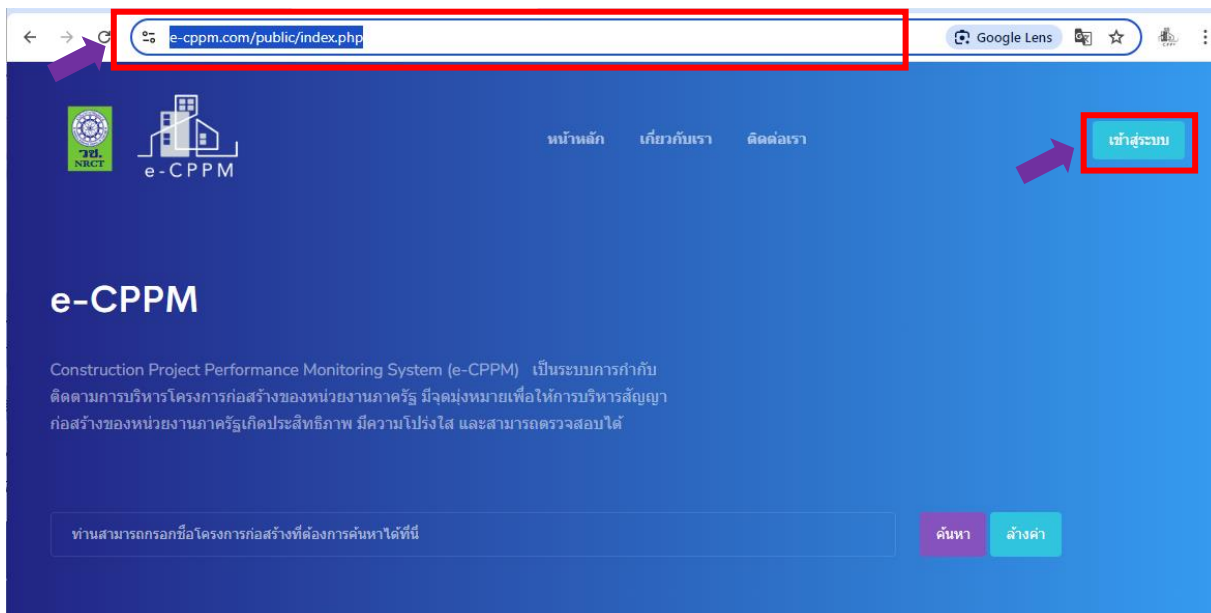 e-cppm.com/public/index.php
Google Lens
วช.
NRCT
e-CPPM
หน้าหลัก เกี่ยวกับเรา ติดต่อเรา
เข้าสู่ระบบ
e-CPPM
Construction Project Performance Monitoring System (e-CPPM) เป็นระบบการกำกับ
ติดตามการบริหารโครงการก่อสร้างของหน่วยงานภาครัฐ มีจุดมุ่งหมายเพื่อให้การบริหารสัญญา
ก่อสร้างของหน่วยงานภาครัฐเกิดประสิทธิภาพ มีความโปร่งใส และสามารถตรวจสอบได้
ท่านสามารถกรอกชื่อโครงการก่อสร้างที่ต้องการค้นหาได้ที่นี่
ค้นหา ล้างค่า